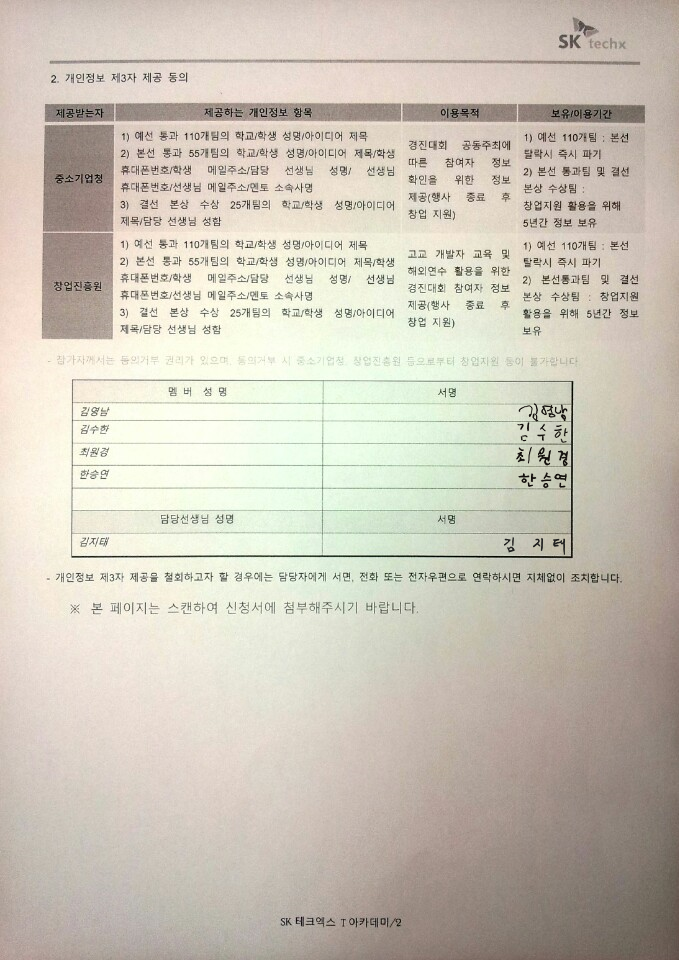 SK techx
2. 개인정보 제3자 제공 동의
제공받는자 제공하는 개인정보 항목 이용목적 보유/이용기간
중소기업청
1) 예선 통과 110개팀의 학교/학생 성명/아이디어 제목
2) 본선 통과 55개팀의 학교/학생 성명/아이디어 제목/학생
휴대폰번호/학생 메일주소/담당 선생님 성명/ 선생님
휴대폰번호/선생님 메일주소/멘토 소속사명
3) 결선 본상 수상 25개팀의 학교/학생 성명/아이디어
제목/담당 선생님 성함
경진대회 공동주최에
따른 참여자 정보
확인을 위한 정보
제공(행사 종료 후
창업 지원)
1) 예선 110개팀 : 본선
탈락시 즉시 파기
2) 본선 통과팀 및 결선
본상 수상팀 :
창업지원 활용을 위해
5년간 정보 보유
창업진흥원
1) 예선 통과 110개팀의 학교/학생 성명/아이디어 제목
2) 본선 통과 55개팀의 학교/학생 성명/아이디어 제목/학생
휴대폰번호/학생 메일주소/담당 선생님 성명/ 선생님
휴대폰번호/선생님 메일주소/멘토 소속사명
3) 결선 본상 수상 25개팀의 학교/학생 성명/아이디어
제목/담당 선생님 성함
고교 개발자 교육 및
해외연수 활용을 위한
경진대회 참여자 정보
제공(행사 종료 후
창업 지원)
1) 예선 110개팀 : 본선
탈락시 즉시 파기
2) 본선통과팀 및 결선
본상 수상팀 : 창업지원
활용을 위해 5년간 정보
보유
- 참가자께서는 동의거부 권리가 있으며, 동의거부 시 중소기업청, 창업진흥원 등으로부터 창업지원 등이 불가합니다.
멤버 성명 서명
김영남 김영남
김수한 김수한
최원경 최원경
한승연 한승연
담당선생님 성명 서명
김지태 김지태
- 개인정보 제3자 제공을 철회하고자 할 경우에는 담당자에게 서면, 전화 또는 전자우편으로 연락하시면 지체없이 조치합니다.
※ 본 페이지는 스캔하여 신청서에 첨부해주시기 바랍니다.
SK 테크엑스 T아카데미/2